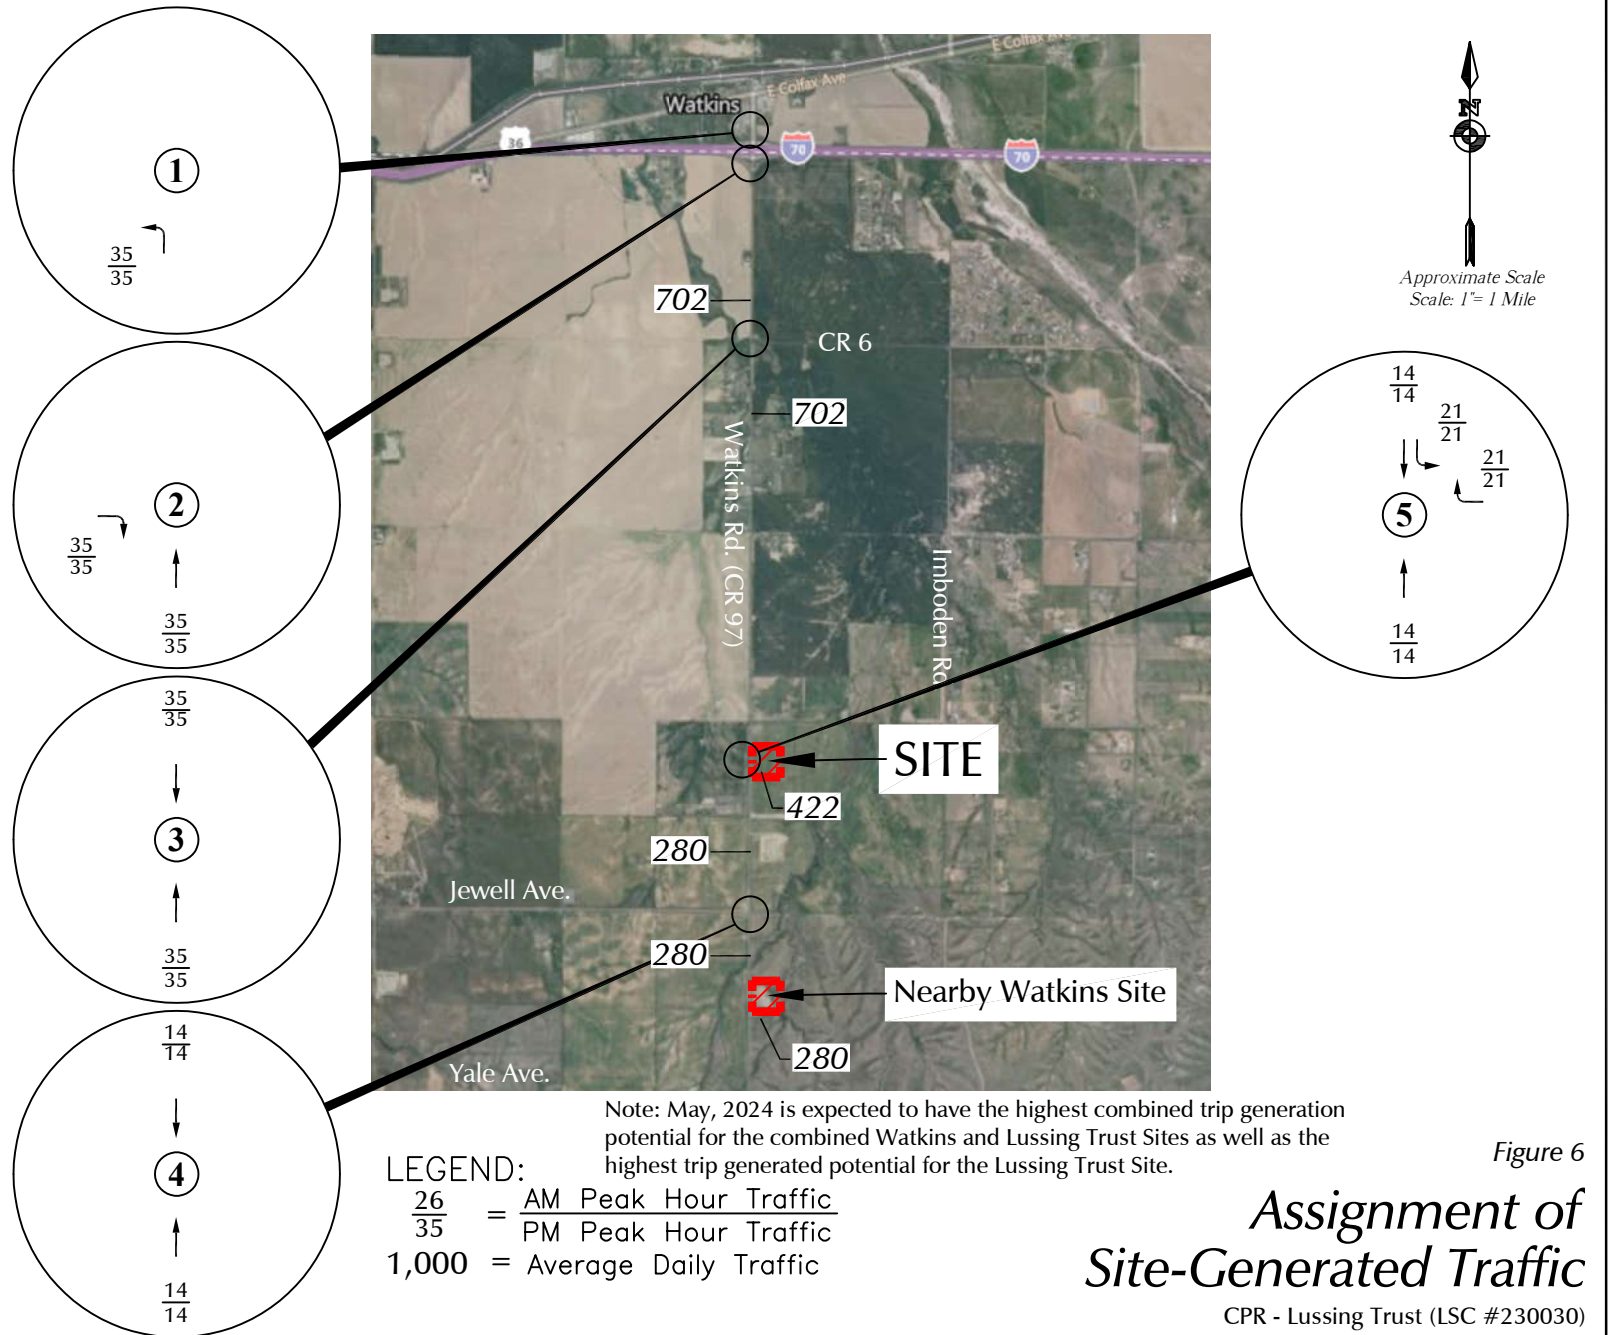 1
35
35
2
35
35
35
35
35
35
3
35
35
14
14
4
14
14
E Colfax Ave
E Colfax Ave
Watkins
36
70
70
702
CR 6
702
Watkins Rd. (CR 97)
Imboden Rd
SITE
422
280
Jewell Ave.
280
Nearby Watkins Site
280
Yale Ave.
N
Approximate Scale
Scale: 1"= 1 Mile
14
14
21
21
21
21
5
14
14
Note: May, 2024 is expected to have the highest combined trip generation
potential for the combined Watkins and Lussing Trust Sites as well as the
highest trip generated potential for the Lussing Trust Site.
LEGEND:
26
35
= AM Peak Hour Traffic
PM Peak Hour Traffic
1,000 = Average Daily Traffic
Figure 6
Assignment of
Site-Generated Traffic
CPR - Lussing Trust (LSC #230030)